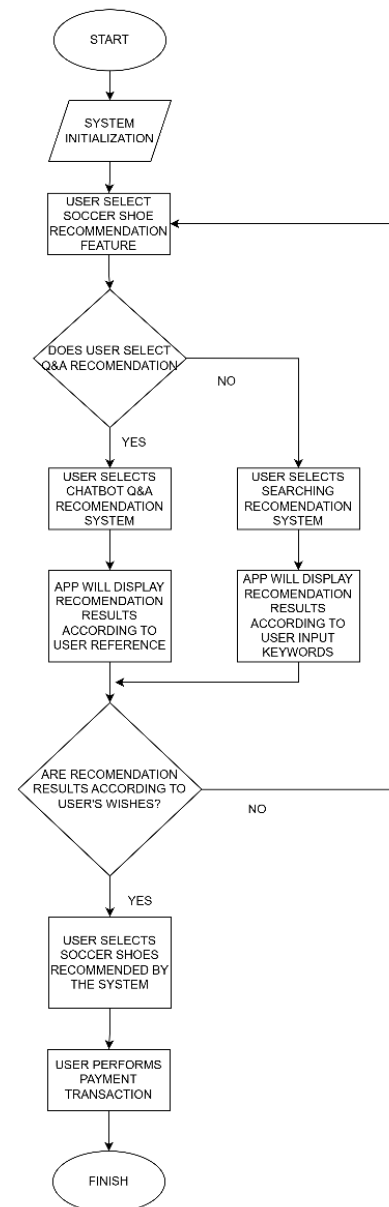 START
SYSTEM
INITIALIZATION
USER SELECT
SOCCER SHOE
RECOMMENDATION
FEATURE
DOES USER SELECT
Q&A RECOMENDATION
NO
YES
USER SELECTS
CHATBOT Q&A
RECOMENDATION
SYSTEM
USER SELECTS
SEARCHING
RECOMENDATION
SYSTEM
APP WILL DISPLAY
RECOMENDATION
RESULTS
ACCORDING TO
USER REFERENCE
APP WILL DISPLAY
RECOMENDATION
RESULTS
ACCORDING TO
USER INPUT
KEYWORDS
ARE RECOMENDATION
RESULTS ACCORDING TO
USER'S WISHES?
NO
YES
USER SELECTS
SOCCER SHOES
RECOMMENDED BY
THE SYSTEM
USER PERFORMS
PAYMENT
TRANSACTION
FINISH